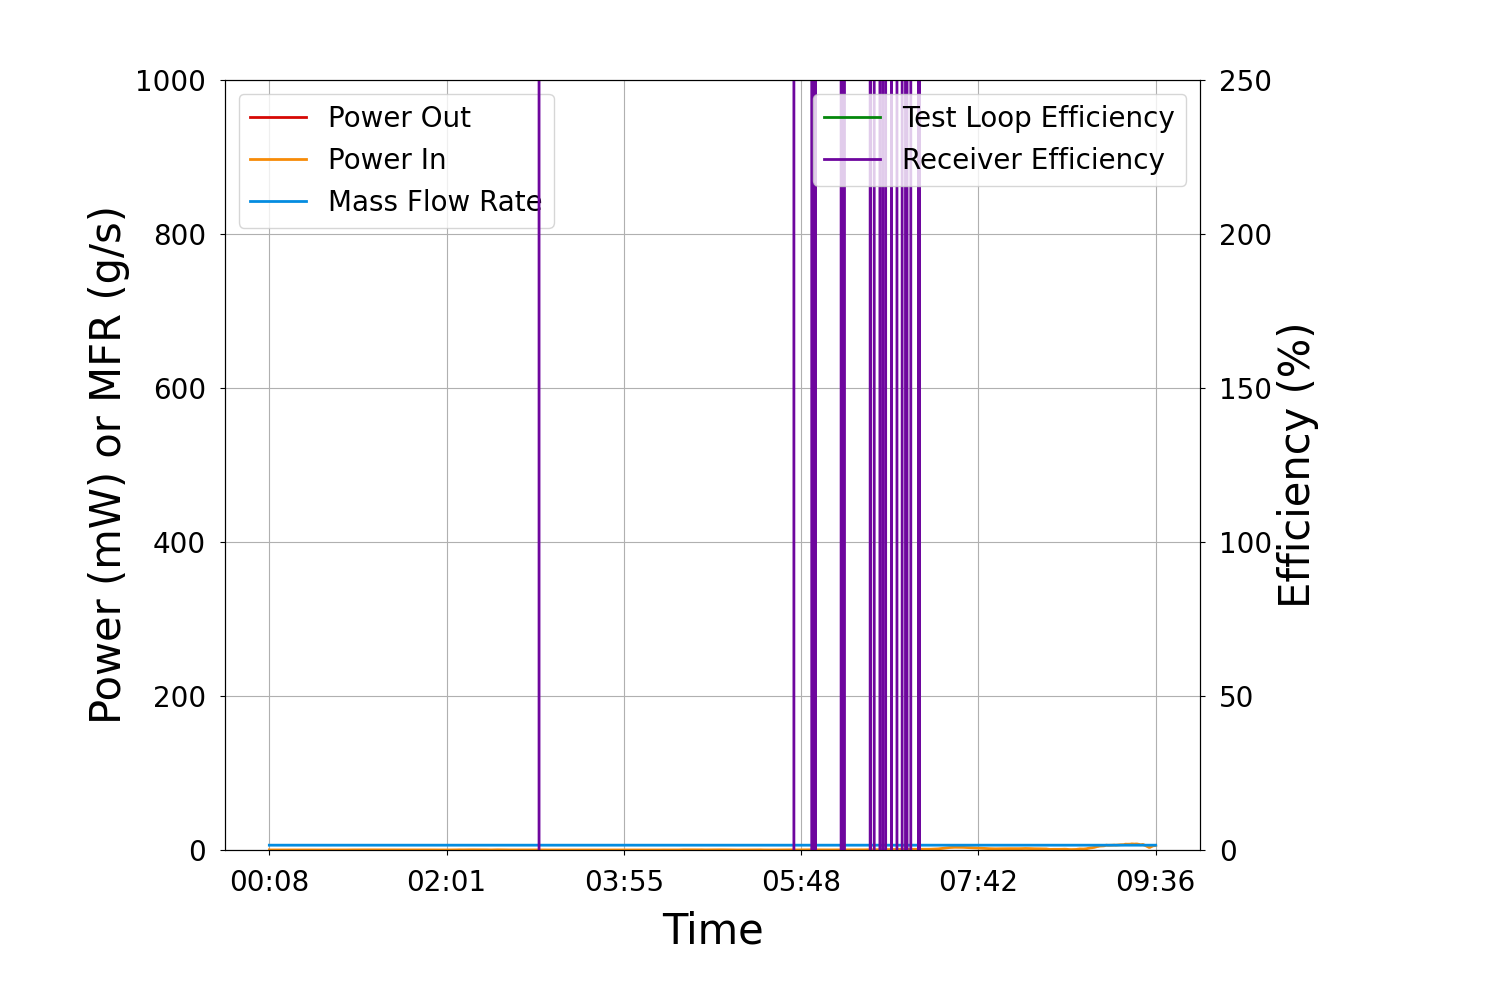 1000
800
600
400
200
0
Power (mW) or MFR (g/s)
Power Out
Power In
Mass Flow Rate
Test Loop Efficiency
Receiver Efficiency
250
200
150
100
50
0
Efficiency (%)
00:08 02:01 03:55 05:48 07:42 09:36
Time